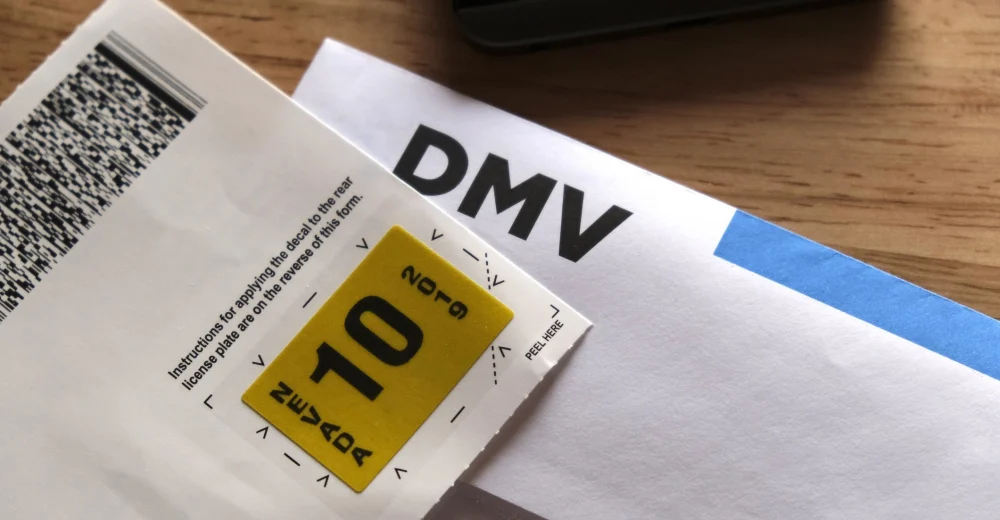 DMV
Instructions for applying the decal to the rear
license plate are on the reverse of this form.
2019
10
NEVADA
PEEL HERE